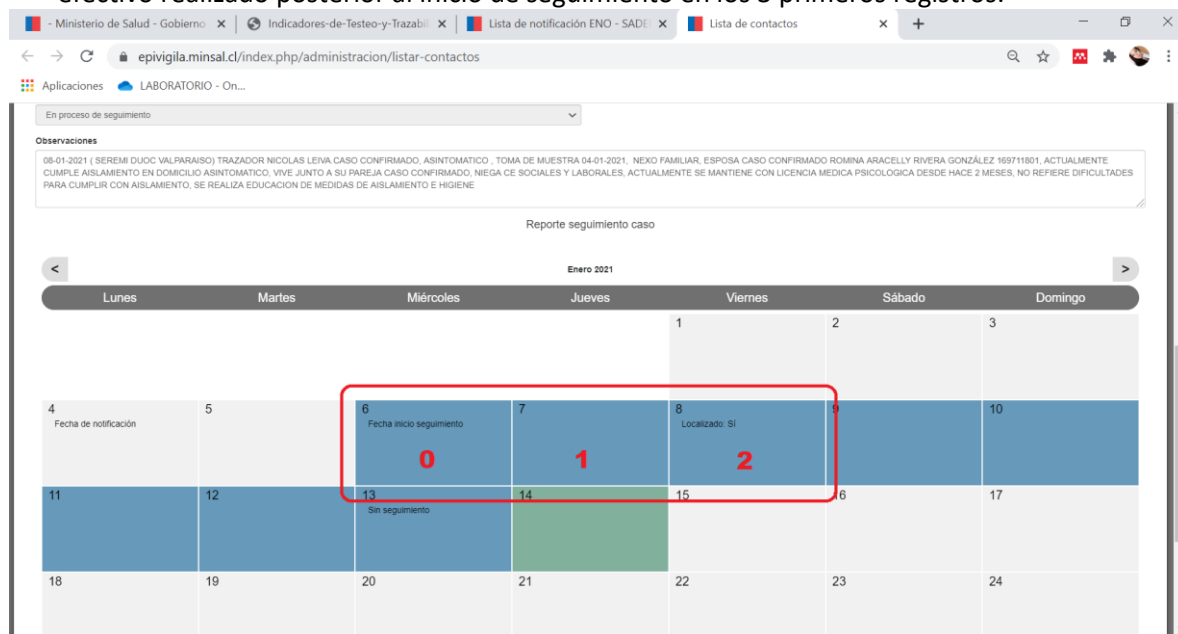 efectivo realizado posterior al inicio de seguimiento en los 3 primeros registros.
- Ministerio de Salud - Gobierno
Indicadores-de-Testeo-y-Trazabil
Lista de notificación ENO - SADE
Lista de contactos
epivigila.minsal.cl/index.php/administracion/listar-contactos
Aplicaciones
LABORATORIO - On...
En proceso de seguimiento
Observaciones
06-01-2021 ( SEREMI DUOC VALPARAISO) TRAZADOR NICOLAS LEIVA.CASO CONFIRMADO, ASINTOMATICO , TOMA DE MUESTRA 04-01-2021, NEXO FAMILIAR, ESPOSA CASO CONFIRMADO ROMINA ARACELLY RIVERA GONZÁLEZ 169711801, ACTUALMENTE
CUMPLE AISLAMIENTO EN DOMICILIO ASINTOMATICO, VIVE JUNTO A SU PAREJA CASO CONFIRMADO, NIEGA CE SOCIALES Y LABORALES, ACTUALMENTE SE MANTIENE CON LICENCIA MEDICA PSICOLOGICA DESDE HACE 2 MESES, NO REFIERE DIFICULTADES
PARA CUMPLIR CON AISLAMIENTO, SE REALIZA EDUCACION DE MEDIDAS DE AISLAMIENTO E HIGIENE
Reporte seguimiento caso
< Enero 2021 >
Lunes Martes Miércoles Jueves Viernes Sábado Domingo
1 2 3
4 5 6 7 8 9 10
Fecha de notificación Fecha inicio seguimiento Localizado: Sí
0 1 2
11 12 13 14 15 16 17
Sin seguimiento
18 19 20 21 22 23 24